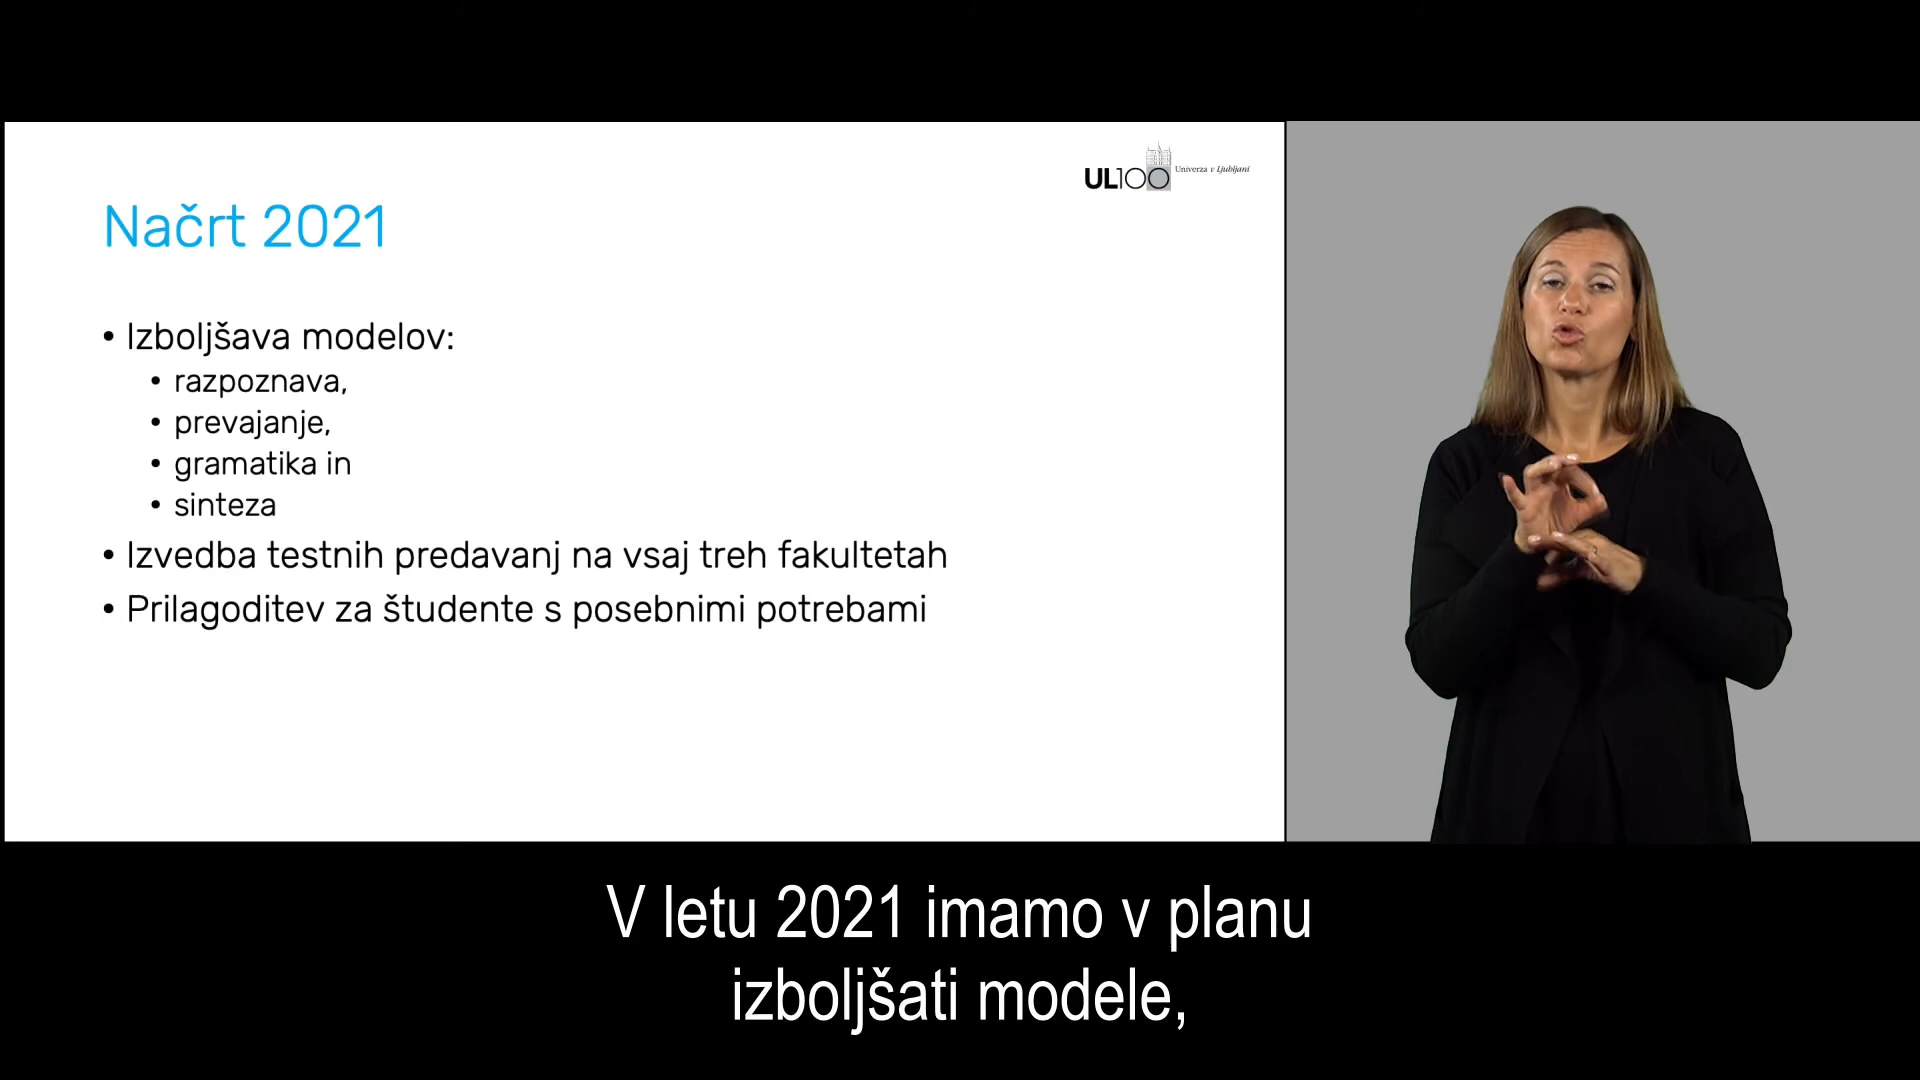 UL100 Univerza v Ljubljani
Načrt 2021
• Izboljšava modelov:
• razpoznava,
• prevajanje,
• gramatika in
• sinteza
• Izvedba testnih predavanj na vsaj treh fakultetah
• Prilagoditev za študente s posebnimi potrebami
V letu 2021 imamo v planu
izboljšati modele,